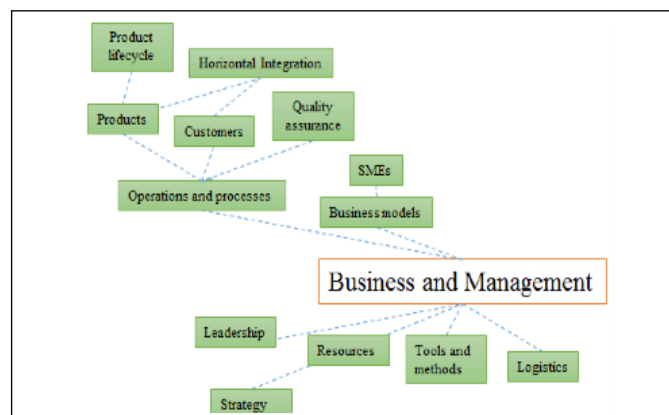 Product
lifecycle
Horizontal Integration
Products
Customers
Quality
assurance
SMEs
Operations and processes
Business models
Business and Management
Leadership
Resources
Tools and
methods
Logistics
Strategy